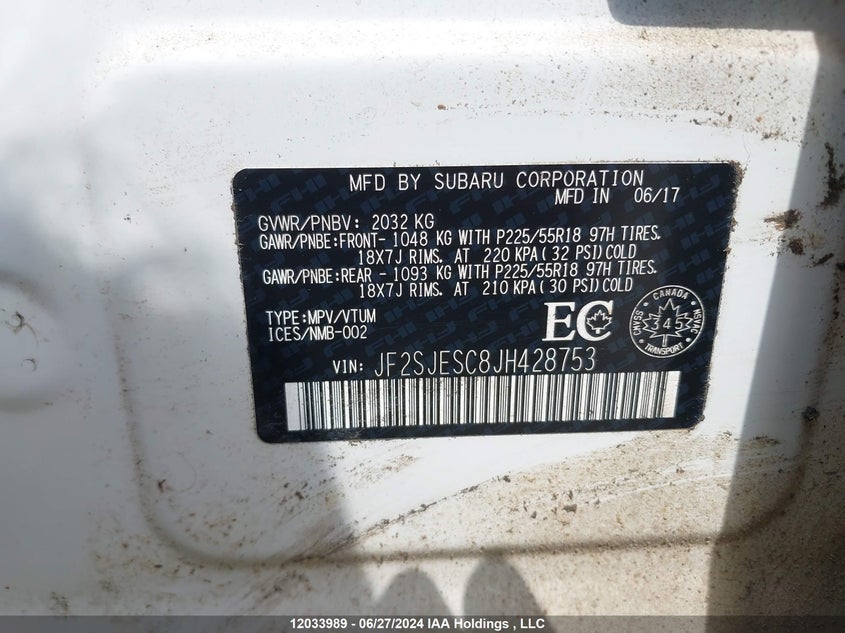 MFD BY SUBARU CORPORATION
MFD IN 06/17
GVWR/PNBV: 2032 KG
GAWR/PNBE:FRONT- 1048 KG WITH P225/55R18 97H TIRES.
18X7J RIMS. AT 220 KPA(32 PSI)COLD
GAWR/PNBE:REAR - 1093 KG WITH P225/55R18 97H TIRES.
18X7J RIMS. AT 210 KPA(30 PSI)COLD
TYPE:MPV/VTUM
ICES/NMB-002
EC
CANADA
CMVSS
NSVAC
345
TRANSPORT
VIN: JF2SJESC8JH428753
12033989 - 06/27/2024 IAA Holdings , LLC